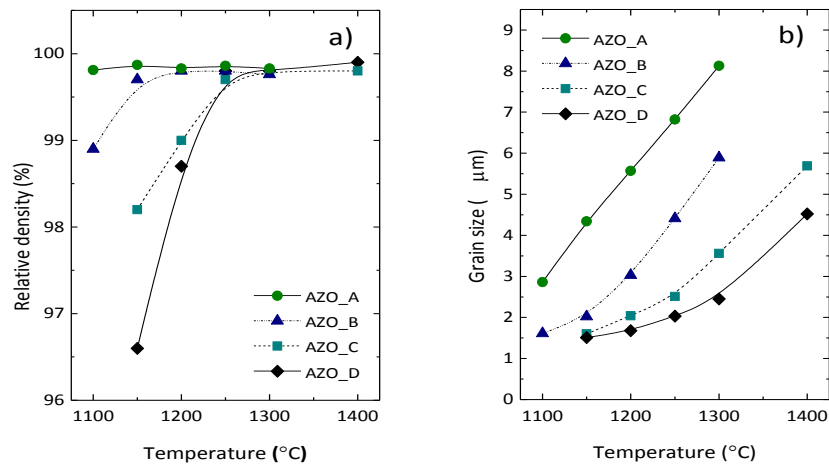 a)
100
99
98
97
96
Relative density (%)
AZO_A
AZO_B
AZO_C
AZO_D
1100 1200 1300 1400
Temperature (°C)
b)
9
8
7
6
5
4
3
2
1
0
Grain size ( μm)
AZO_A
AZO_B
AZO_C
AZO_D
1100 1200 1300 1400
Temperature (°C)